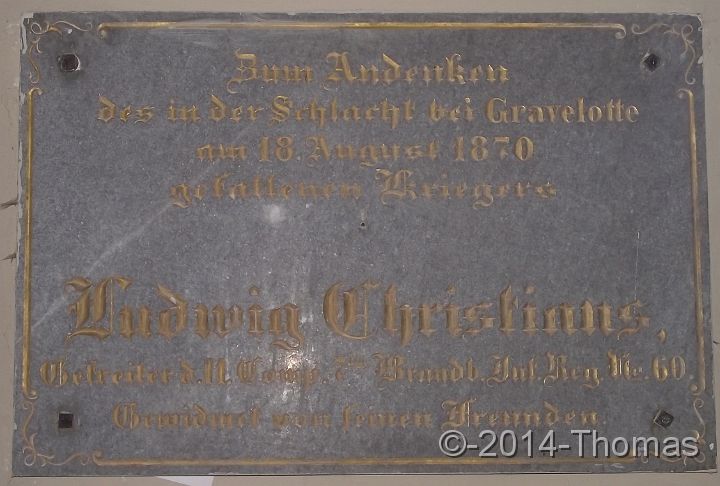 Zum Andenken
des in der Schlacht bei Gravelotte
am 18. August 1870
gefallenen Kriegers
Ludwig Christians,
Gefreiter d. 11. Comp. 7ten Brandb. Inf. Reg. No. 60.
Gewidmet von seinen Freunden.
©-2014-Thomas